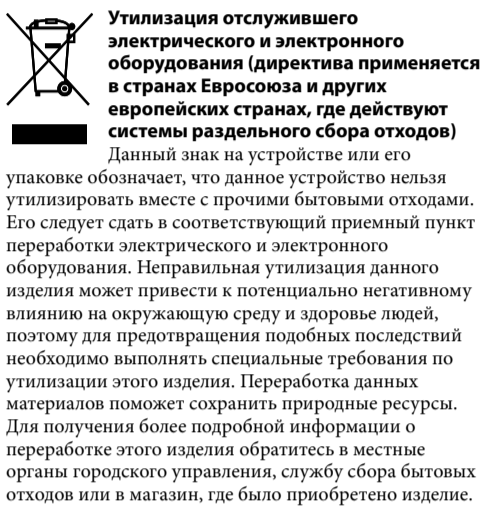 Утилизация отслужившего
электрического и электронного
оборудования (директива применяется
в странах Евросоюза и других
европейских странах, где действуют
системы раздельного сбора отходов)
Данный знак на устройстве или его
упаковке обозначает, что данное устройство нельзя
утилизировать вместе с прочими бытовыми отходами.
Его следует сдать в соответствующий приемный пункт
переработки электрического и электронного
оборудования. Неправильная утилизация данного
изделия может привести к потенциально негативному
влиянию на окружающую среду и здоровье людей,
поэтому для предотвращения подобных последствий
необходимо выполнять специальные требования по
утилизации этого изделия. Переработка данных
материалов поможет сохранить природные ресурсы.
Для получения более подробной информации о
переработке этого изделия обратитесь в местные
органы городского управления, службу сбора бытовых
отходов или в магазин, где было приобретено изделие.